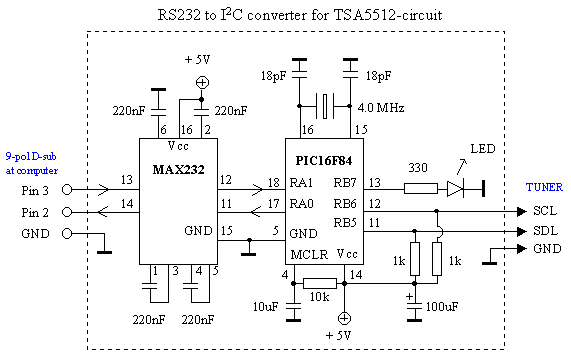 RS232 to I²C converter for TSA5512-circuit
+ 5V
18pF 18pF
220nF 220nF
4.0 MHz
6 16 2 16 15
Vcc
9-pol D-sub
at computer
MAX232 PIC16F84
330 LED
Pin 3 13 12 18 RA1 RB7 13
TUNER
Pin 2 14 11 17 RA0 RB6 12 SCL
GND GND 15 5 GND RB5 11 SDL
GND
MCLR Vcc
1k 1k
1 3 4 5 4 14
10k
220nF 220nF 10uF + 100uF
+ 5V